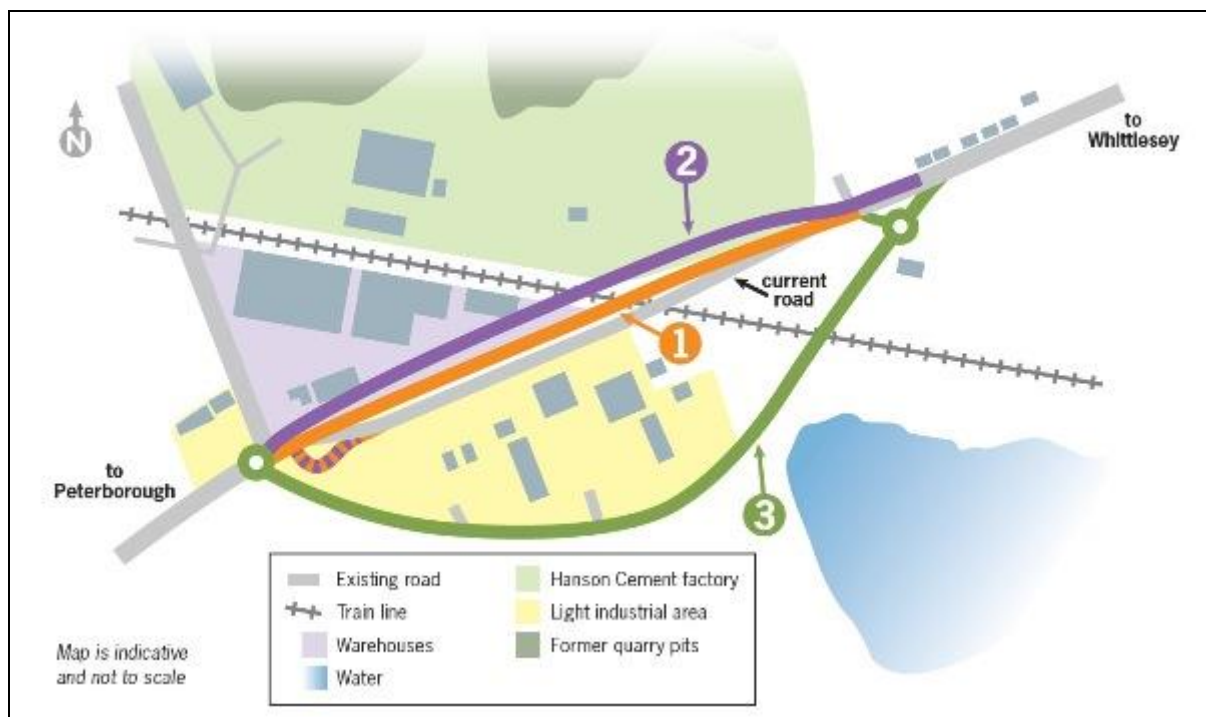 N
2
to
Whittlesey
current
road
1
to
Peterborough
3
Existing road
Hanson Cement factory
Train line
Light industrial area
Warehouses
Former quarry pits
Water
Map is indicative
and not to scale